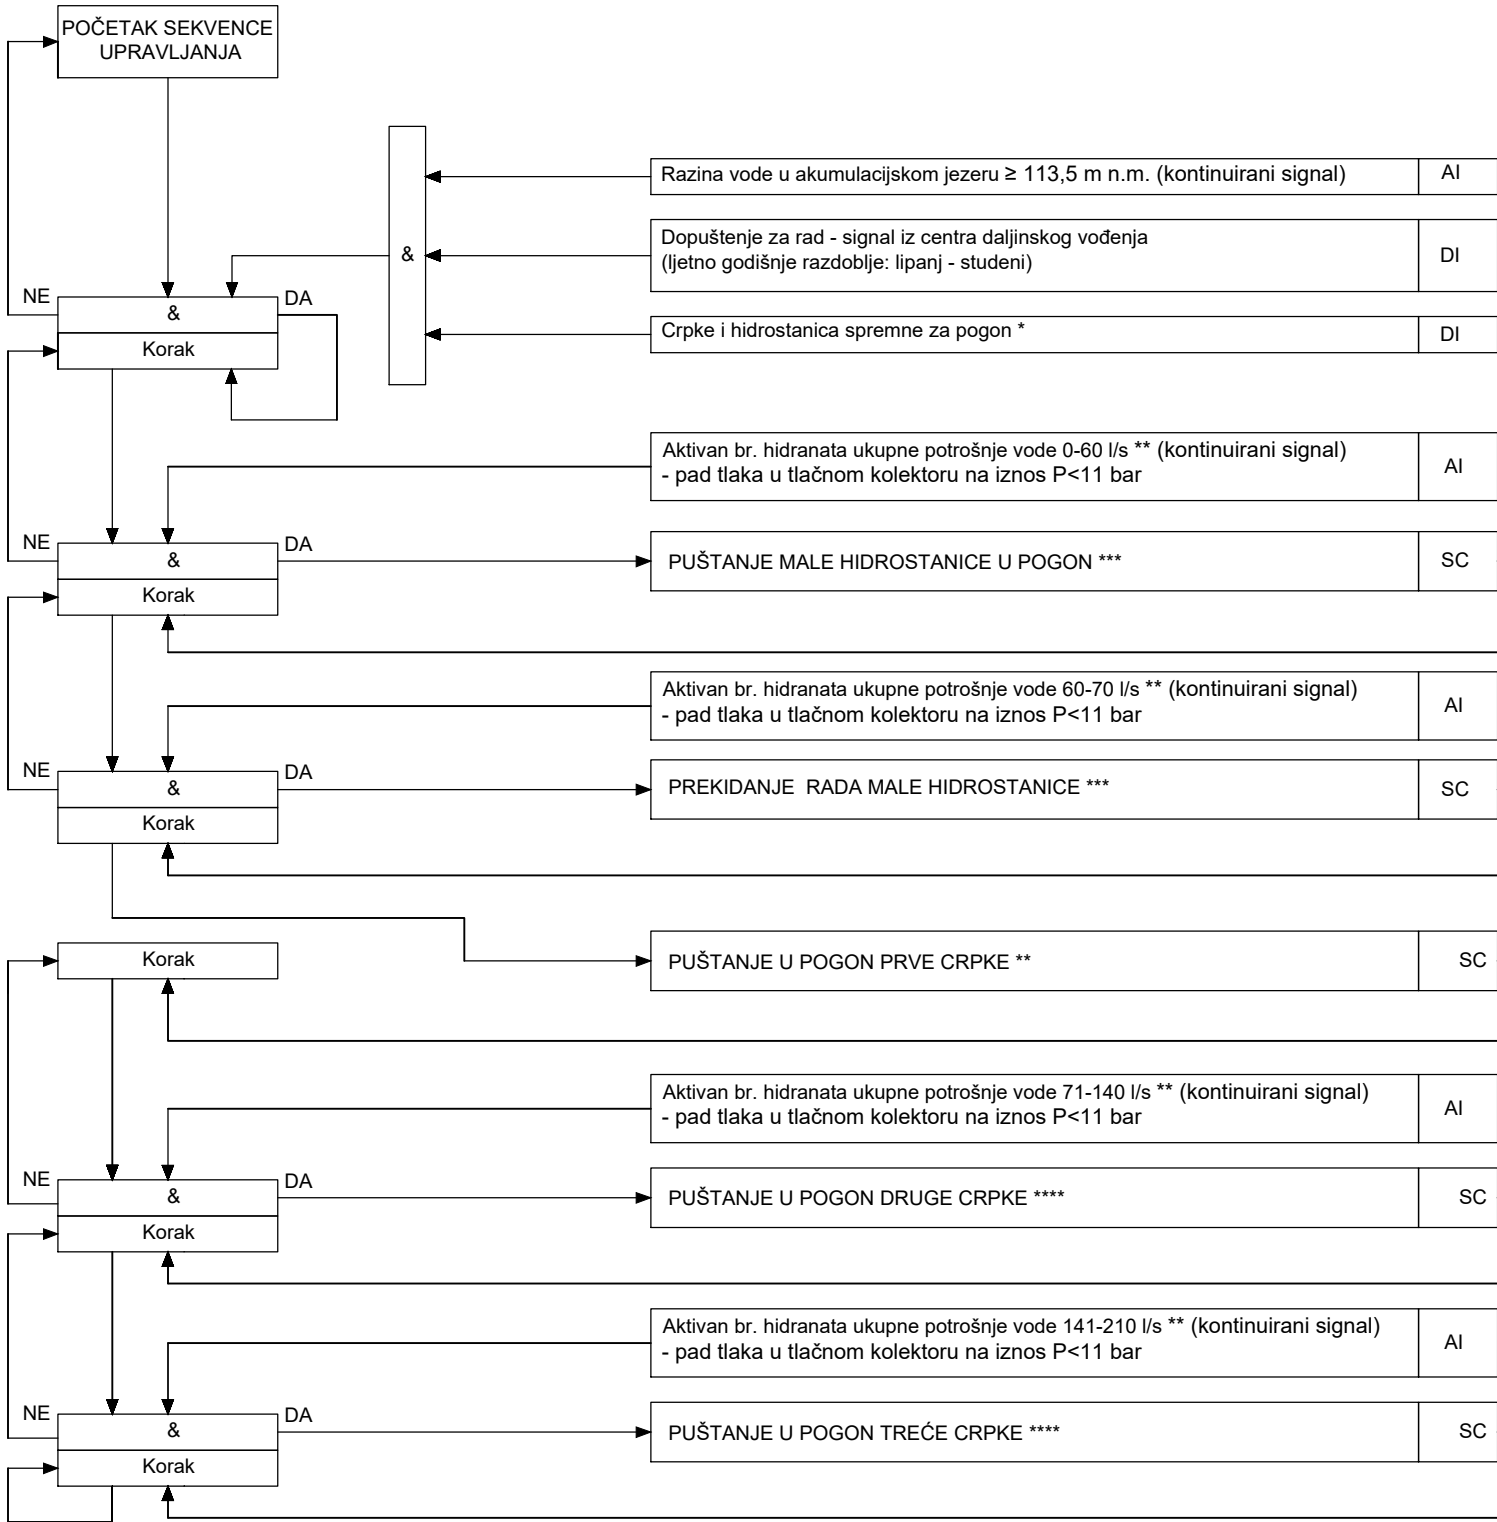 POČETAK SEKVENCE
UPRAVLJANJA
Razina vode u akumulacijskom jezeru ≥ 113,5 m n.m. (kontinuirani signal)
AI
Dopuštenje za rad - signal iz centra daljinskog vođenja
(ljetno godišnje razdoblje: lipanj - studeni)
DI
&
NE
&
DA
Crpke i hidrostanica spremne za pogon *
DI
Korak
Aktivan br. hidranata ukupne potrošnje vode 0-60 l/s ** (kontinuirani signal)
- pad tlaka u tlačnom kolektoru na iznos P<11 bar
AI
NE
&
DA
PUŠTANJE MALE HIDROSTANICE U POGON ***
SC
Korak
Aktivan br. hidranata ukupne potrošnje vode 60-70 l/s ** (kontinuirani signal)
- pad tlaka u tlačnom kolektoru na iznos P<11 bar
AI
NE
&
DA
PREKIDANJE RADA MALE HIDROSTANICE ***
SC
Korak
Korak
PUŠTANJE U POGON PRVE CRPKE **
SC
Aktivan br. hidranata ukupne potrošnje vode 71-140 l/s ** (kontinuirani signal)
- pad tlaka u tlačnom kolektoru na iznos P<11 bar
AI
NE
&
DA
PUŠTANJE U POGON DRUGE CRPKE ****
SC
Korak
Aktivan br. hidranata ukupne potrošnje vode 141-210 l/s ** (kontinuirani signal)
- pad tlaka u tlačnom kolektoru na iznos P<11 bar
AI
NE
&
DA
PUŠTANJE U POGON TREĆE CRPKE ****
SC
Korak